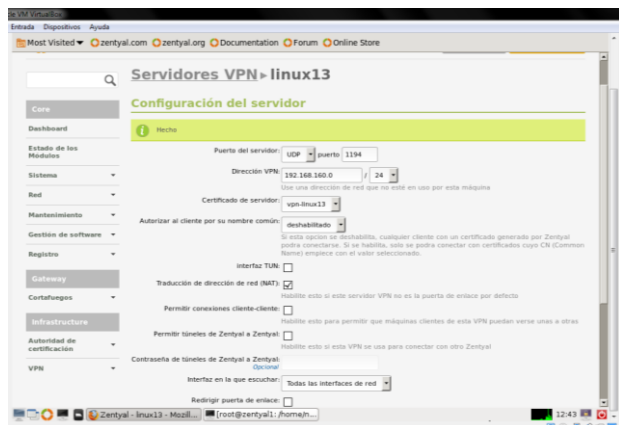 de VM VirtualBox
Entrada Dispositivos Ayuda
Most Visited zentyal.com zentyal.org Documentation Forum Online Store
Servidores VPN ▸ linux13
Configuración del servidor
Core
Dashboard
Estado de los
Módulos
Sistema
Red
Mantenimiento
Gestión de software
Registro
Gateway
Cortafuegos
Infrastructure
Autoridad de
certificación
VPN
Hecho
Puerto del servidor: UDP puerto 1194
Dirección VPN: 192.168.160.0 / 24
Use una dirección de red que no esté en uso por esta máquina
Certificado de servidor: vpn-linux13
Autorizar al cliente por su nombre común: deshabilitado
Si esta opcion se deshabilita, cualquier cliente con un certificado generado por Zentyal
podra conectarse. Si se habilita, solo se podra conectar con certificados cuyo CN (Common
Name) empiece con el valor seleccionado.
interfaz TUN:
Traducción de dirección de red (NAT):
Habilite esto si este servidor VPN no es la puerta de enlace por defecto
Permitir conexiones cliente-cliente:
Habilite esto para permitir que máquinas clientes de esta VPN puedan verse unas a otras
Permitir túneles de Zentyal a Zentyal:
Habilite esto si esta VPN se usa para conectar con otro Zentyal
Contraseña de túneles de Zentyal a Zentyal:
Opcional
Interfaz en la que escuchar: Todas las interfaces de red
Redirigir puerta de enlace:
Zentyal - linux13 - Mozill... [root@zentyal1: /home/n... 12:43